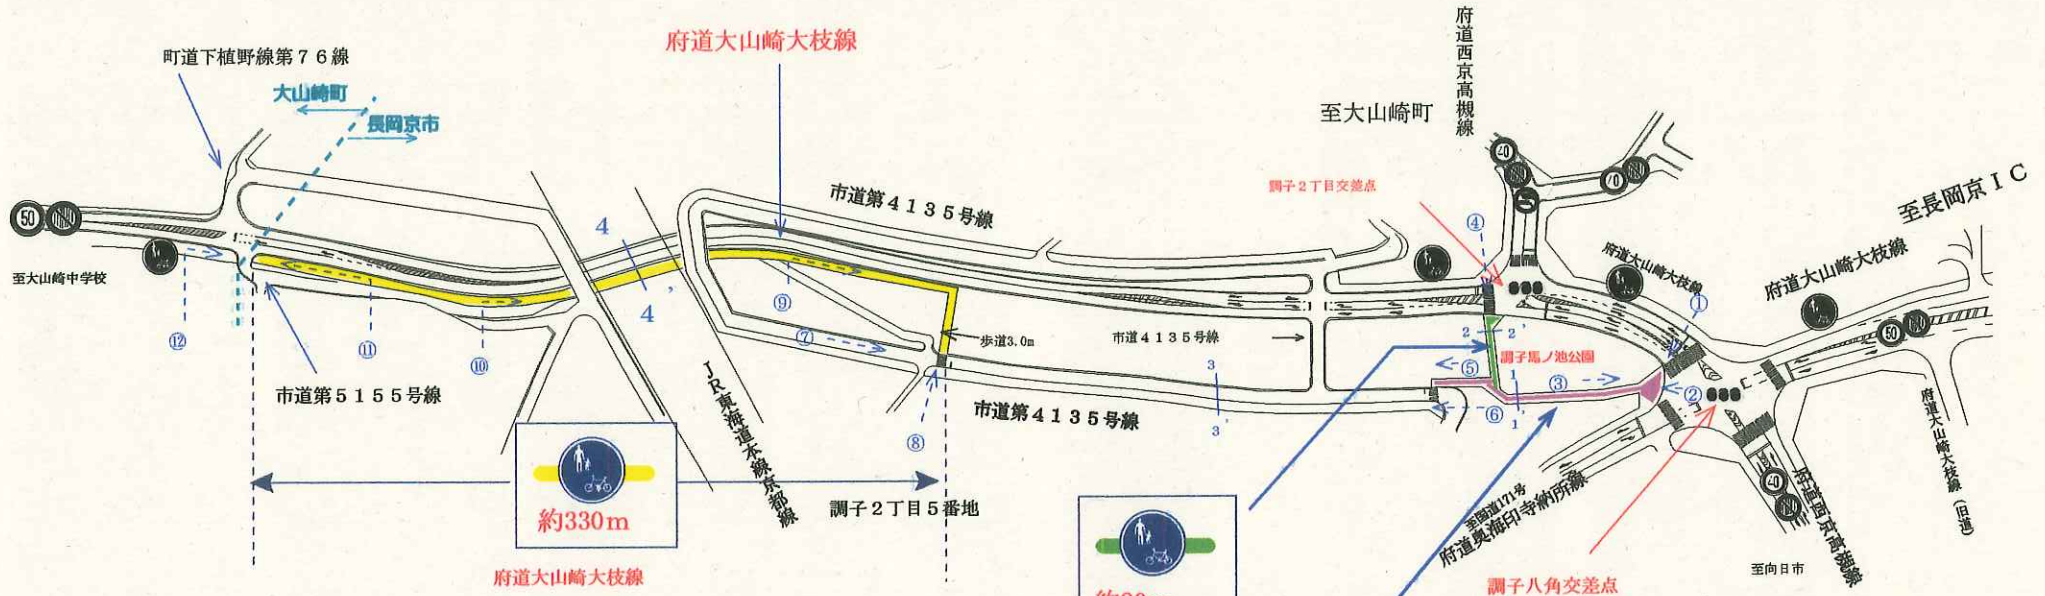 町道下植野線第７６線
大山崎町
長岡京市
府道大山崎大枝線
府道西京高槻線
至大山崎町
調子２丁目交差点
市道第４１３５号線
至長岡京ＩＣ
府道大山崎大枝線
府道大山崎大枝線
50
40
40
50
40
至大山崎中学校
4
4'
④
①
⑨
⑦
⑫
⑪
⑩
歩道3.0m
市道４１３５号線
2
2'
調子馬ノ池公園
3
3'
⑤
③
②
1
1'
⑥
⑧
市道第５１５５号線
市道第４１３５号線
ＪＲ東海道本線京都線
調子２丁目５番地
約330m
府道大山崎大枝線
至国道171号
府道奥海印寺納所線
府道西京高槻線
府道大山崎大枝線（旧道）
至向日市
調子八角交差点